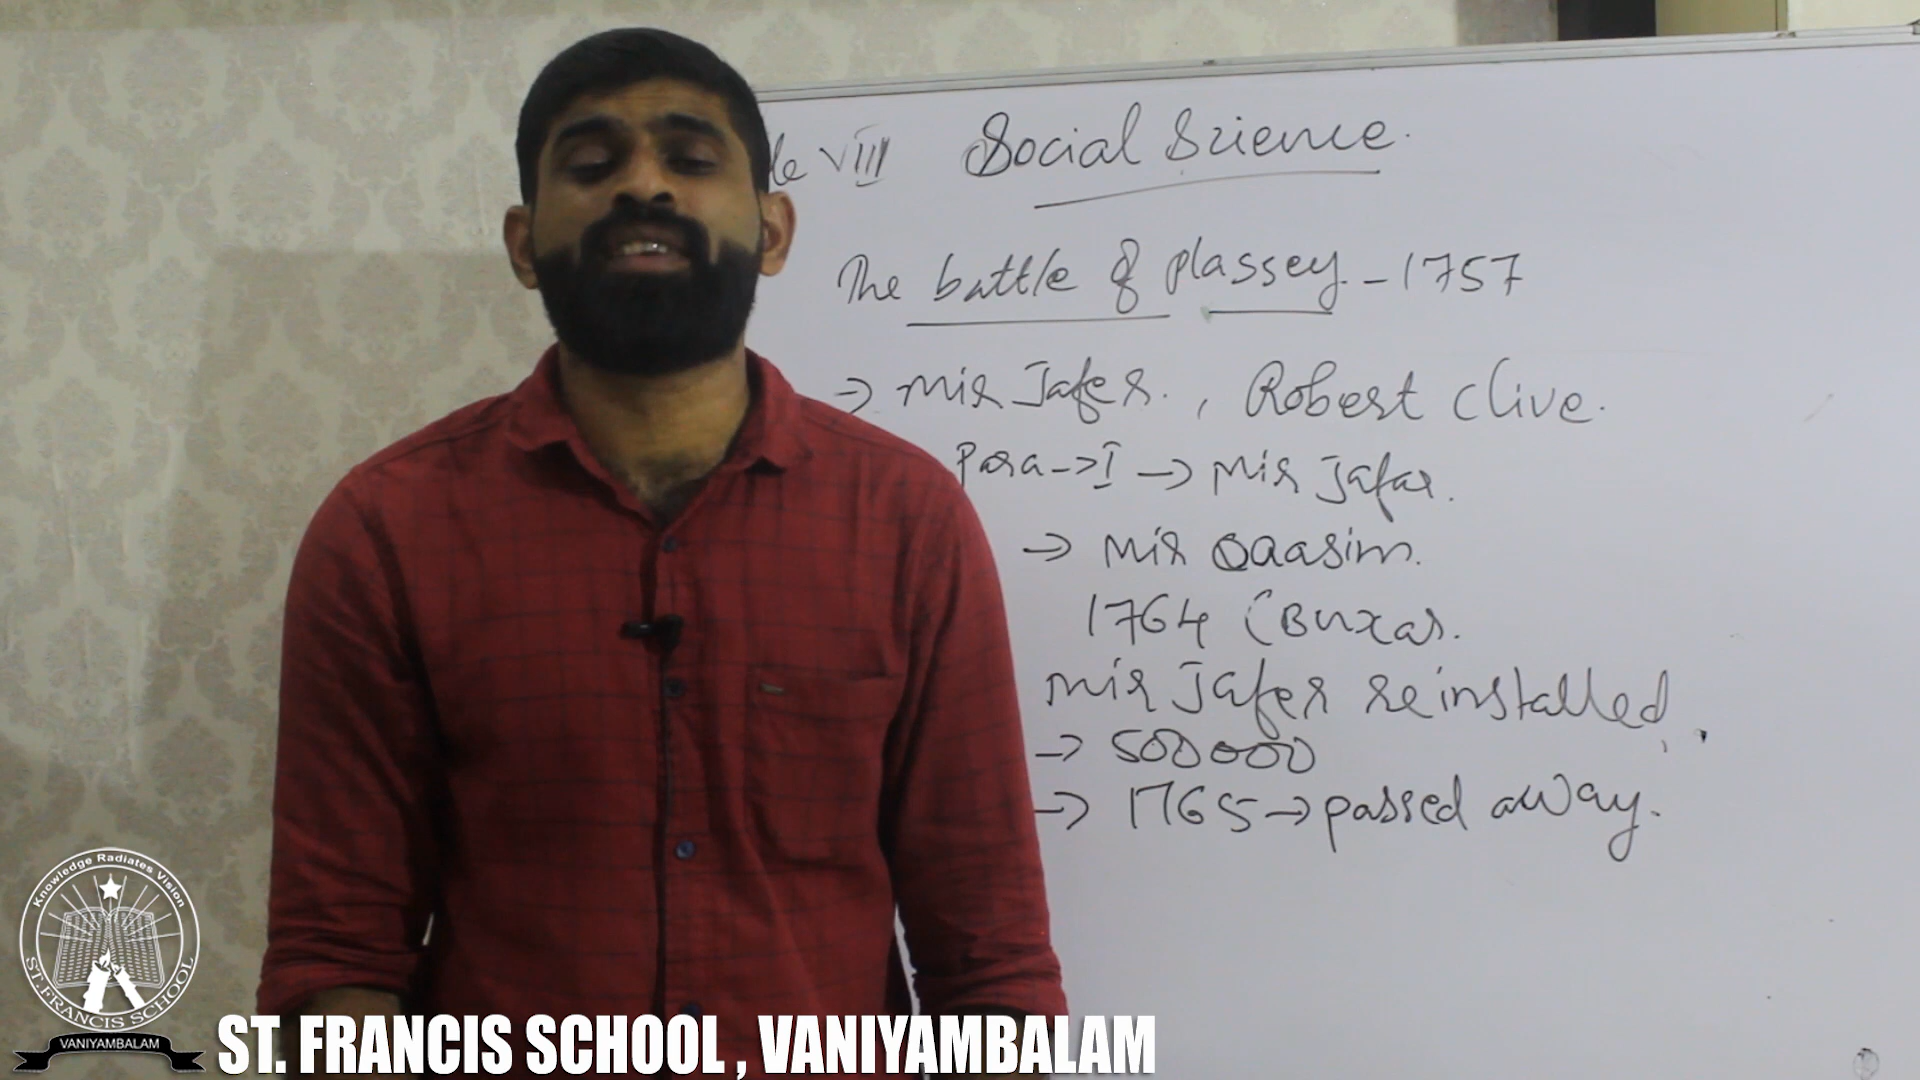 de VIII Social Science.
The battle of plassey. - 1757
→ Mir Jafer. , Robert Clive.
Para → I → Mir Jafar.
→ Mir Qaasim.
1764 (Buxar.
Mir Jafer reinstalled.
→ 500000
→ 1765 → passed away.
Knowledge Radiates Vision
ST. FRANCIS SCHOOL
VANIYAMBALAM
ST. FRANCIS SCHOOL , VANIYAMBALAM